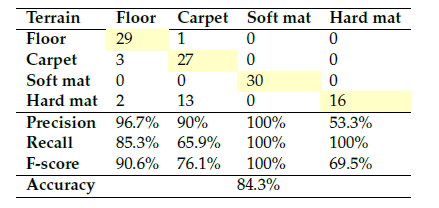 Terrain Floor Carpet Soft mat Hard mat
Floor 29 1 0 0
Carpet 3 27 0 0
Soft mat 0 0 30 0
Hard mat 2 13 0 16
Precision 96.7% 90% 100% 53.3%
Recall 85.3% 65.9% 100% 100%
F-score 90.6% 76.1% 100% 69.5%
Accuracy 84.3%